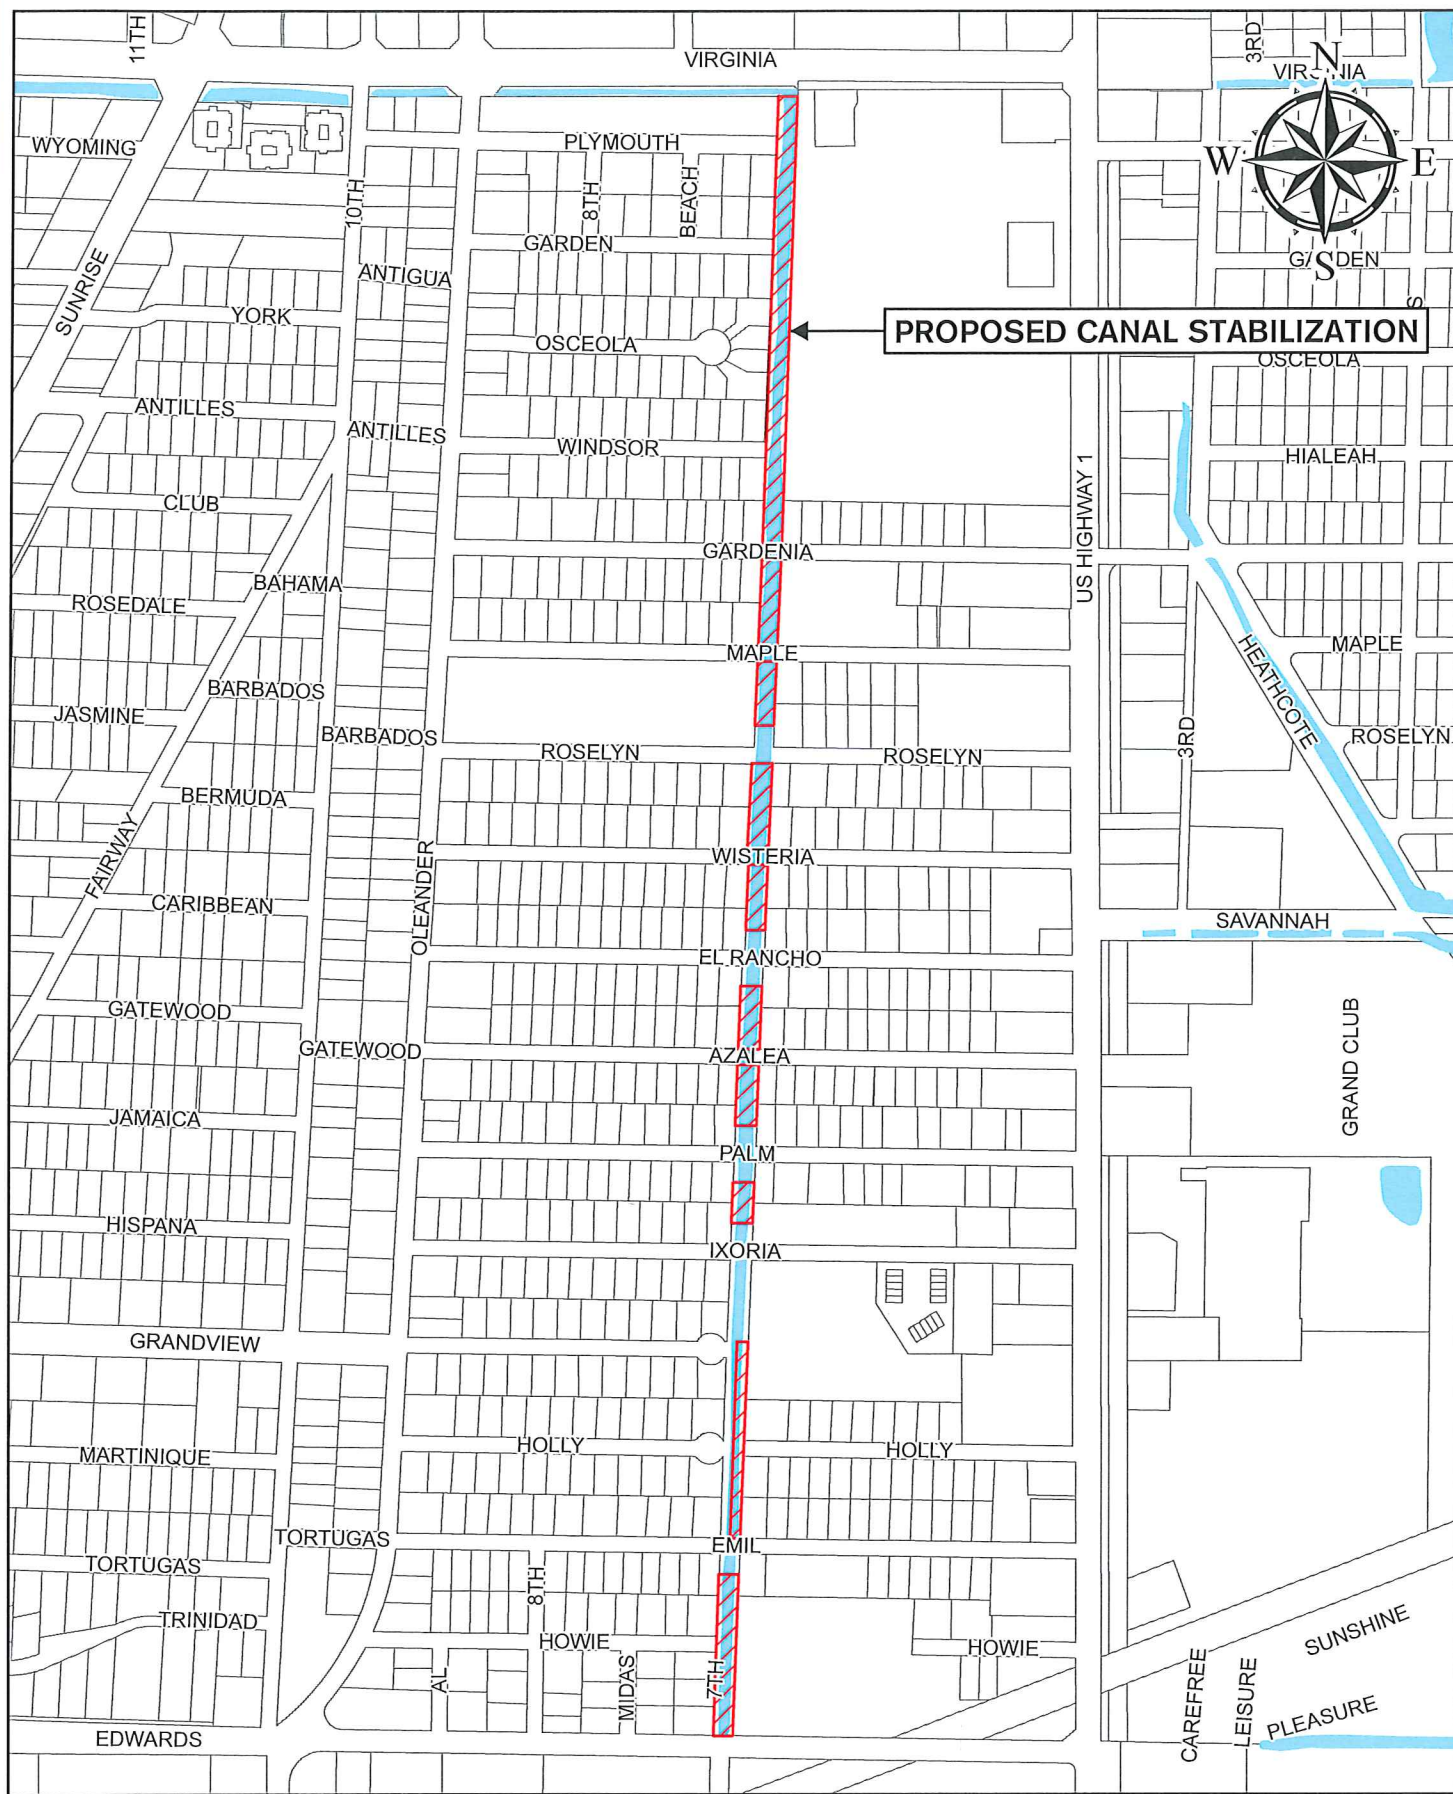 11TH
VIRGINIA
3RD
N
VIRGINIA
WYOMING
PLYMOUTH
W
E
10TH
8TH
BEACH
GARDEN
S
GARDEN
ANTIGUA
SUNRISE
YORK
S
PROPOSED CANAL STABILIZATION
OSCEOLA
OSCEOLA
ANTILLES
ANTILLES
WINDSOR
HIALEAH
CLUB
US HIGHWAY 1
GARDENIA
BAHAMA
ROSEDALE
MAPLE
MAPLE
HEATHCOTE
BARBADOS
JASMINE
BARBADOS
ROSELYN
ROSELYN
3RD
ROSELYN
BERMUDA
FAIRWAY
WISTERIA
OLEANDER
CARIBBEAN
SAVANNAH
EL RANCHO
GATEWOOD
GATEWOOD
AZALEA
GRAND CLUB
JAMAICA
PALM
HISPANA
IXORIA
GRANDVIEW
HOLLY
HOLLY
MARTINIQUE
TORTUGAS
EMIL
TORTUGAS
8TH
TRINIDAD
HOWIE
HOWIE
SUNSHINE
AL
MIDAS
7TH
CAREFREE
LEISURE
PLEASURE
EDWARDS